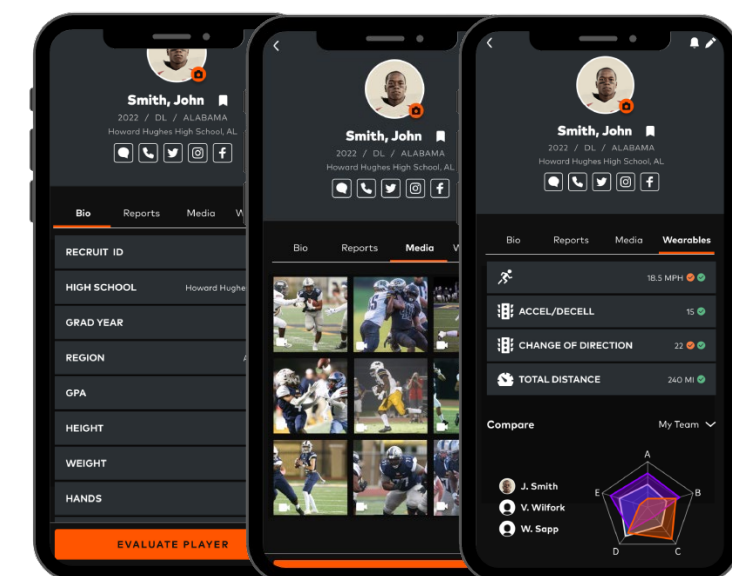 Smith, John
2022 / DL / ALABAMA
Howard Hughes High School, AL
Bio Reports Media W
RECRUIT ID
HIGH SCHOOL Howard Hughe
GRAD YEAR
REGION A
GPA
HEIGHT
WEIGHT
HANDS
EVALUATE PLAYER
Smith, John
2022 / DL / ALABAMA
Howard Hughes High School, AL
Bio Reports Media W
Smith, John
2022 / DL / ALABAMA
Howard Hughes High School, AL
Bio Reports Media Wearables
18.5 MPH
ACCEL/DECELL 15
CHANGE OF DIRECTION 22
TOTAL DISTANCE 240 MI
Compare My Team
J. Smith
V. Wilfork
W. Sapp
A
E B
D C